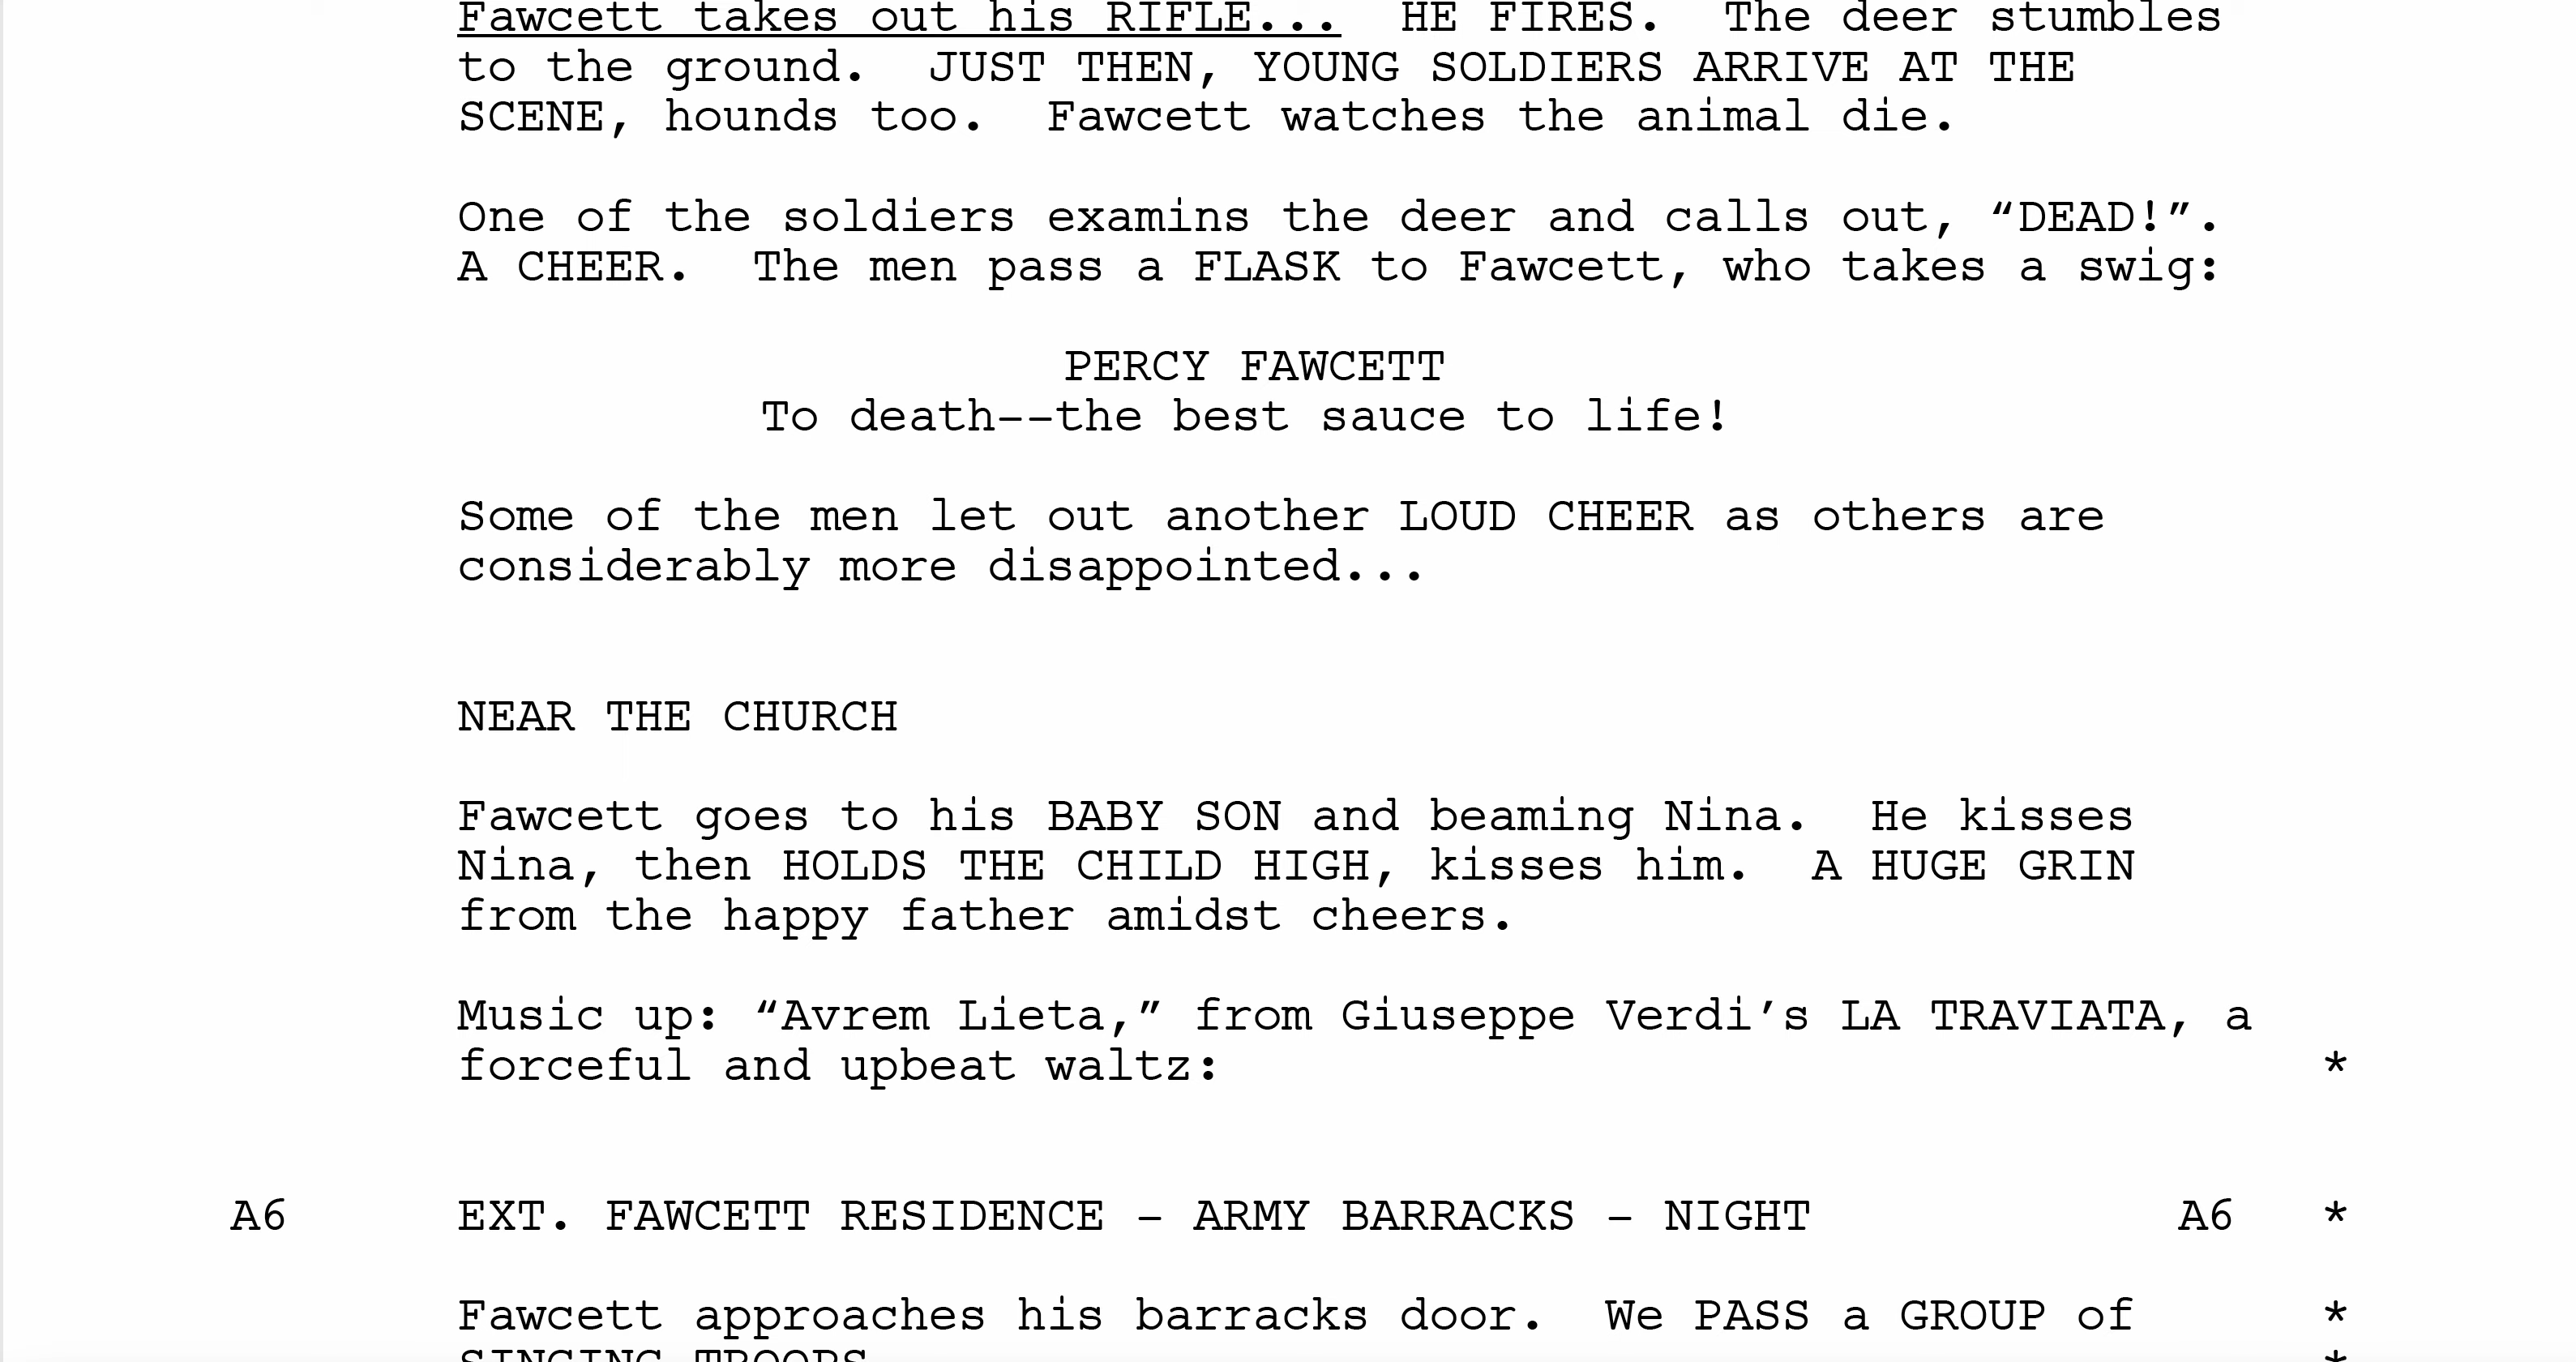 Fawcett takes out his RIFLE...  HE FIRES.  The deer stumbles
to the ground.  JUST THEN, YOUNG SOLDIERS ARRIVE AT THE
SCENE, hounds too.  Fawcett watches the animal die.
One of the soldiers examins the deer and calls out, “DEAD!”.
A CHEER.  The men pass a FLASK to Fawcett, who takes a swig:
PERCY FAWCETT
To death--the best sauce to life!
Some of the men let out another LOUD CHEER as others are
considerably more disappointed...
NEAR THE CHURCH
Fawcett goes to his BABY SON and beaming Nina.  He kisses
Nina, then HOLDS THE CHILD HIGH, kisses him.  A HUGE GRIN
from the happy father amidst cheers.
Music up: “Avrem Lieta,” from Giuseppe Verdi’s LA TRAVIATA, a
forceful and upbeat waltz: *
A6 EXT. FAWCETT RESIDENCE – ARMY BARRACKS – NIGHT A6 *
Fawcett approaches his barracks door.  We PASS a GROUP of *
SINGING TROOPS *